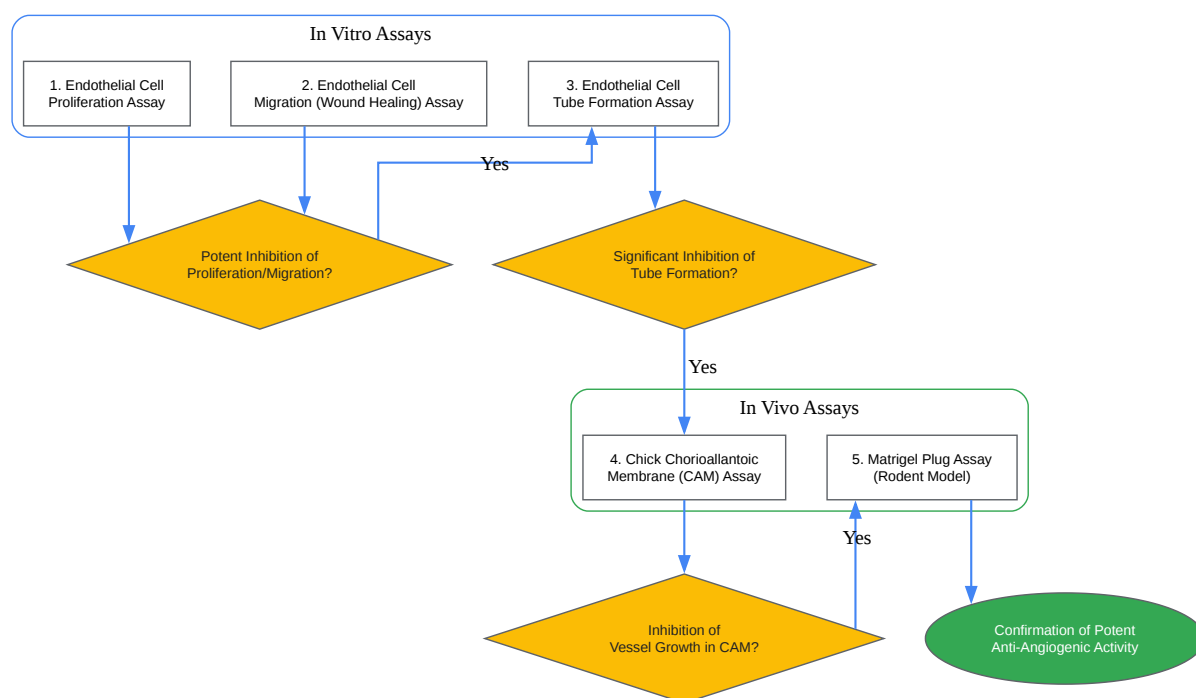 In Vitro Assays
1. Endothelial Cell
Proliferation Assay
2. Endothelial Cell
Migration (Wound Healing) Assay
3. Endothelial Cell
Tube Formation Assay
Yes
Potent Inhibition of
Proliferation/Migration?
Significant Inhibition of
Tube Formation?
Yes
In Vivo Assays
4. Chick Chorioallantoic
Membrane (CAM) Assay
5. Matrigel Plug Assay
(Rodent Model)
Yes
Inhibition of
Vessel Growth in CAM?
Confirmation of Potent
Anti-Angiogenic Activity